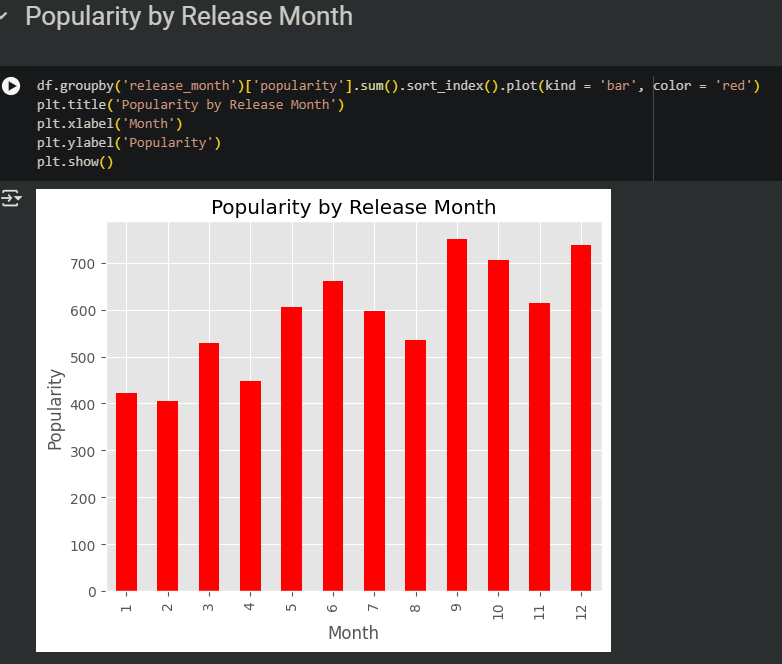 Popularity by Release Month
df.groupby('release_month')['popularity'].sum().sort_index().plot(kind = 'bar', color = 'red')
plt.title('Popularity by Release Month')
plt.xlabel('Month')
plt.ylabel('Popularity')
plt.show()
Popularity by Release Month
700
600
500
400
300
200
100
0
Popularity
1 2 3 4 5 6 7 8 9 10 11 12
Month